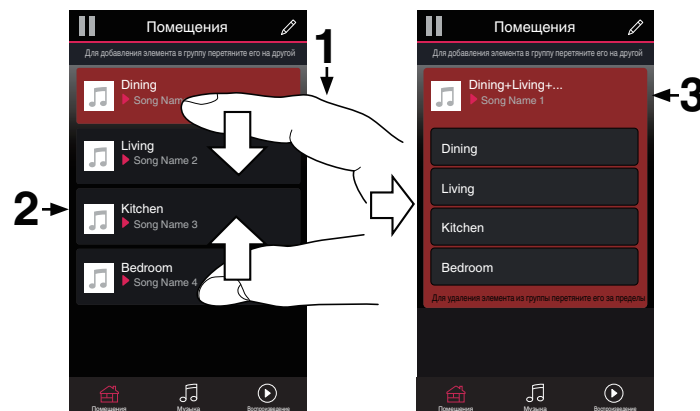 Помещения
Для добавления элемента в группу перетяните его на другой
Dining
Song Nam
Living
Song Name 2
Kitchen
Song Name 3
Bedroom
Song Name 4
Помещения
Музыка
Воспроизведение
1
2
Помещения
Для добавления элемента в группу перетяните его на другой
Dining+Living+...
Song Name 1
Dining
Living
Kitchen
Bedroom
Для удаления элемента из группы перетяните его за пределы
Помещения
Музыка
Воспроизведение
3